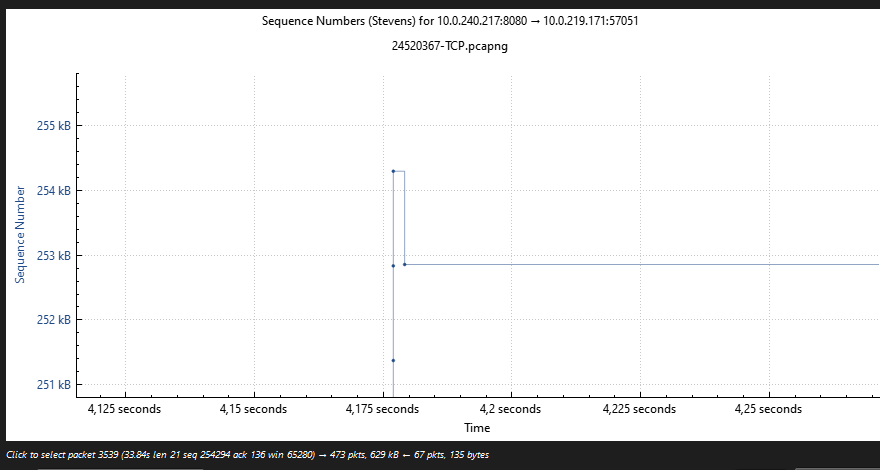 Sequence Numbers (Stevens) for 10.0.240.217:8080 → 10.0.219.171:57051
24520367-TCP.pcapng
Sequence Number
255 kB
254 kB
253 kB
252 kB
251 kB
4,125 seconds 4,15 seconds 4,175 seconds 4,2 seconds 4,225 seconds 4,25 seconds
Time
Click to select packet 3539 (33.84s len 21 seq 254294 ack 136 win 65280) → 473 pkts, 629 kB ← 67 pkts, 135 bytes